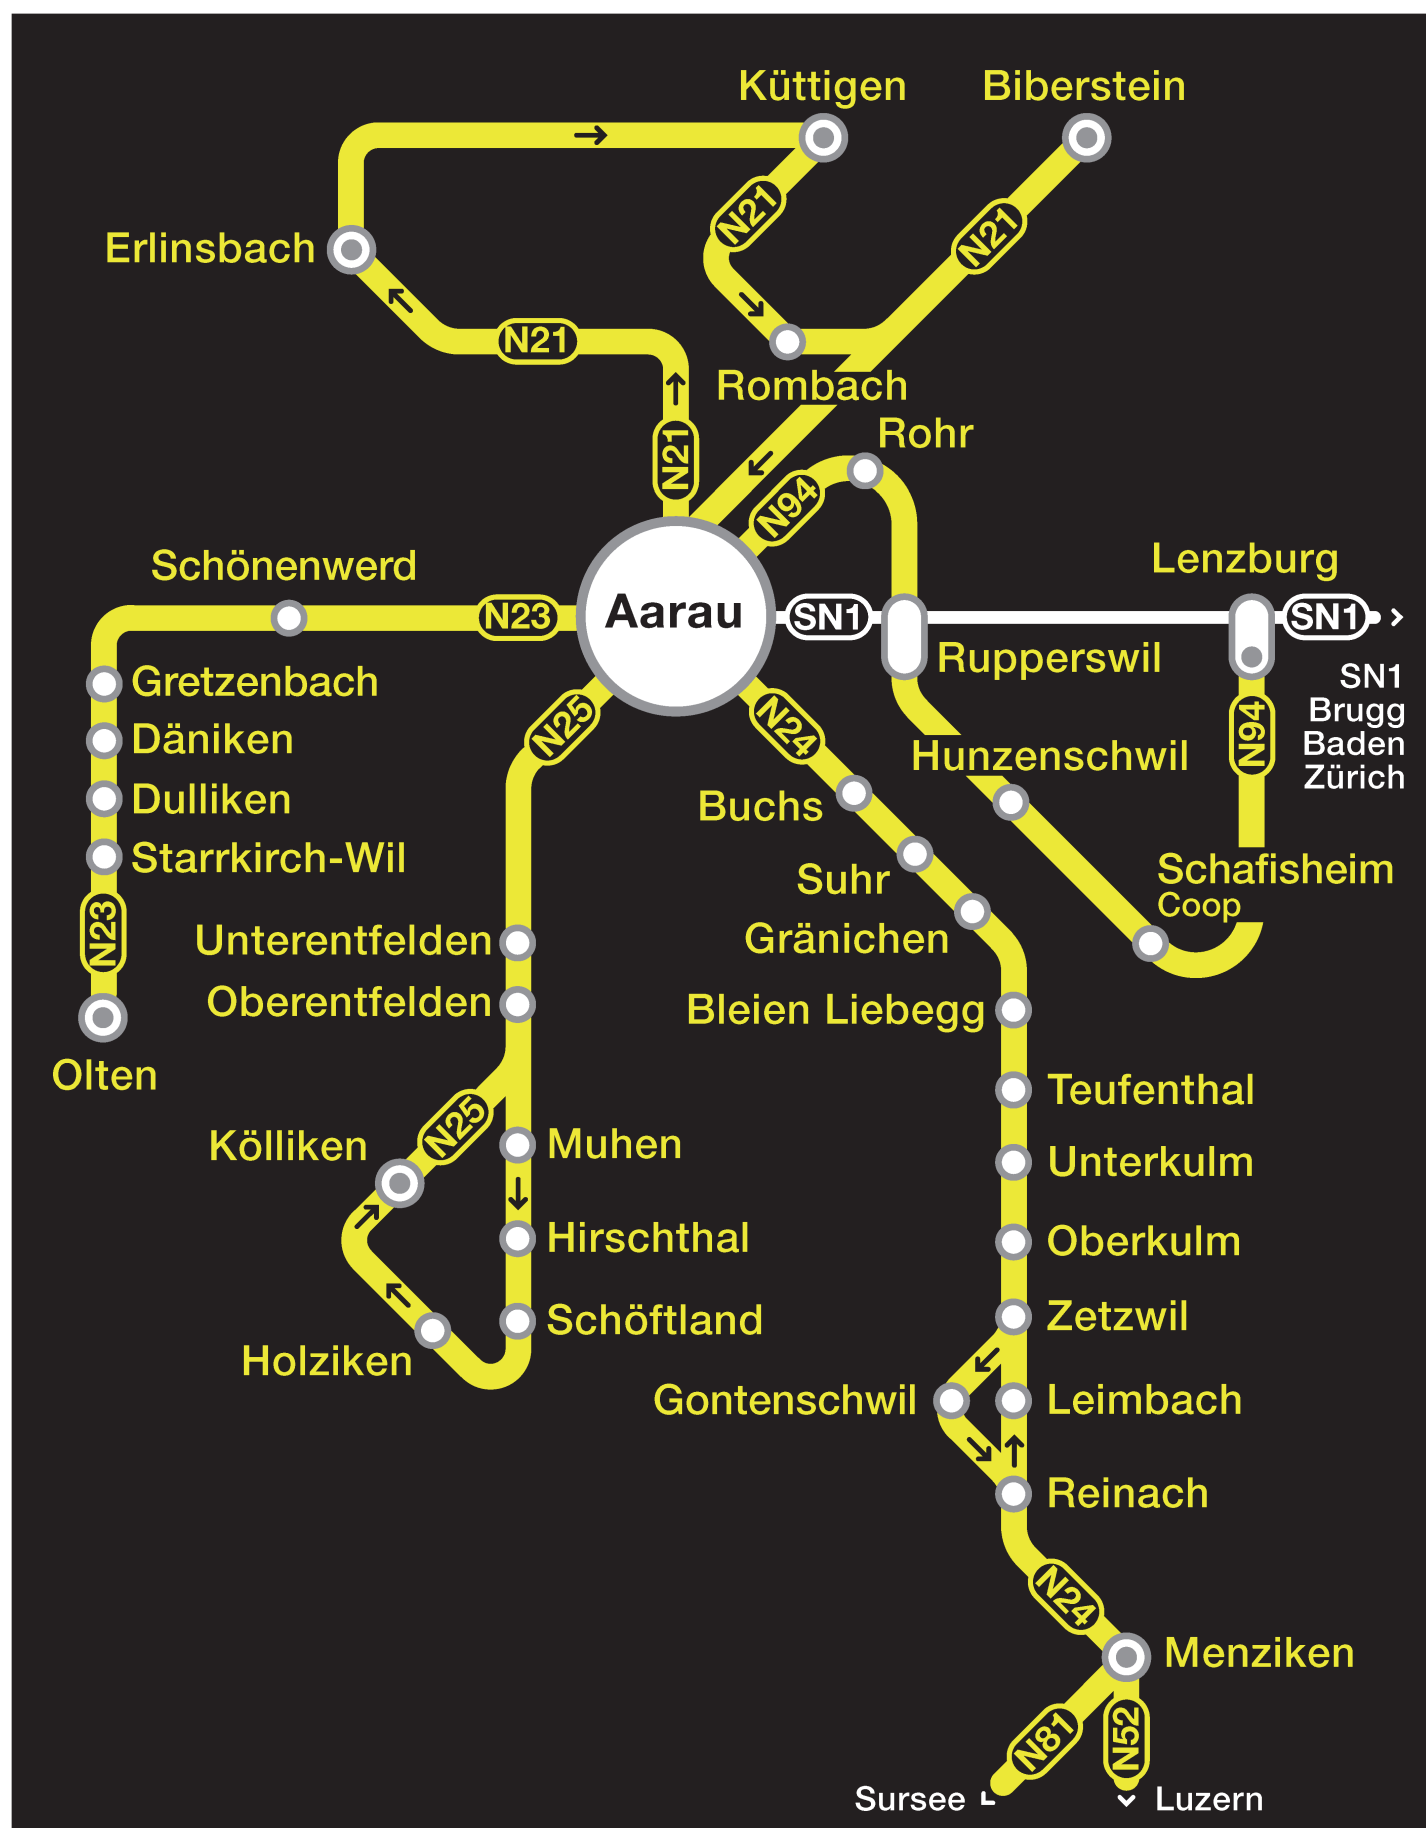 Küttigen
Biberstein
N21
N21
Erlinsbach
N21
Rombach
Rohr
N21
N94
Schönenwerd
Lenzburg
N23
Aarau
SN1
SN1
Rupperswil
Gretzenbach
SN1
Brugg
Baden
Zürich
N25
N24
N94
Däniken
Hunzenschwil
Dulliken
Buchs
Starrkirch-Wil
Suhr
Schafisheim
Coop
N23
Unterentfelden
Gränichen
Oberentfelden
Bleien Liebegg
Olten
Teufenthal
N25
Kölliken
Muhen
Unterkulm
Hirschthal
Oberkulm
Schöftland
Zetzwil
Holziken
Gontenschwil
Leimbach
Reinach
N24
Menziken
N81
N52
Sursee
Luzern